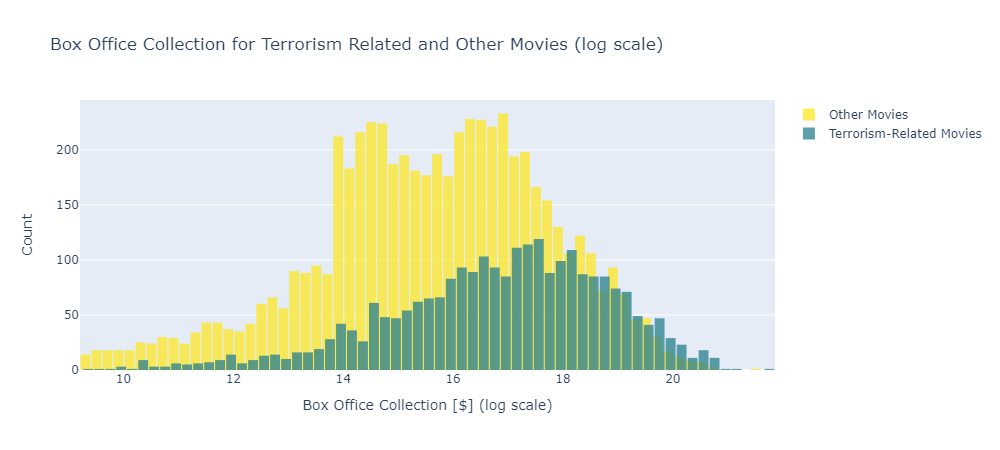 Box Office Collection for Terrorism Related and Other Movies (log scale)
Other Movies
Terrorism-Related Movies
Count
200
150
100
50
0
10 12 14 16 18 20
Box Office Collection [$] (log scale)